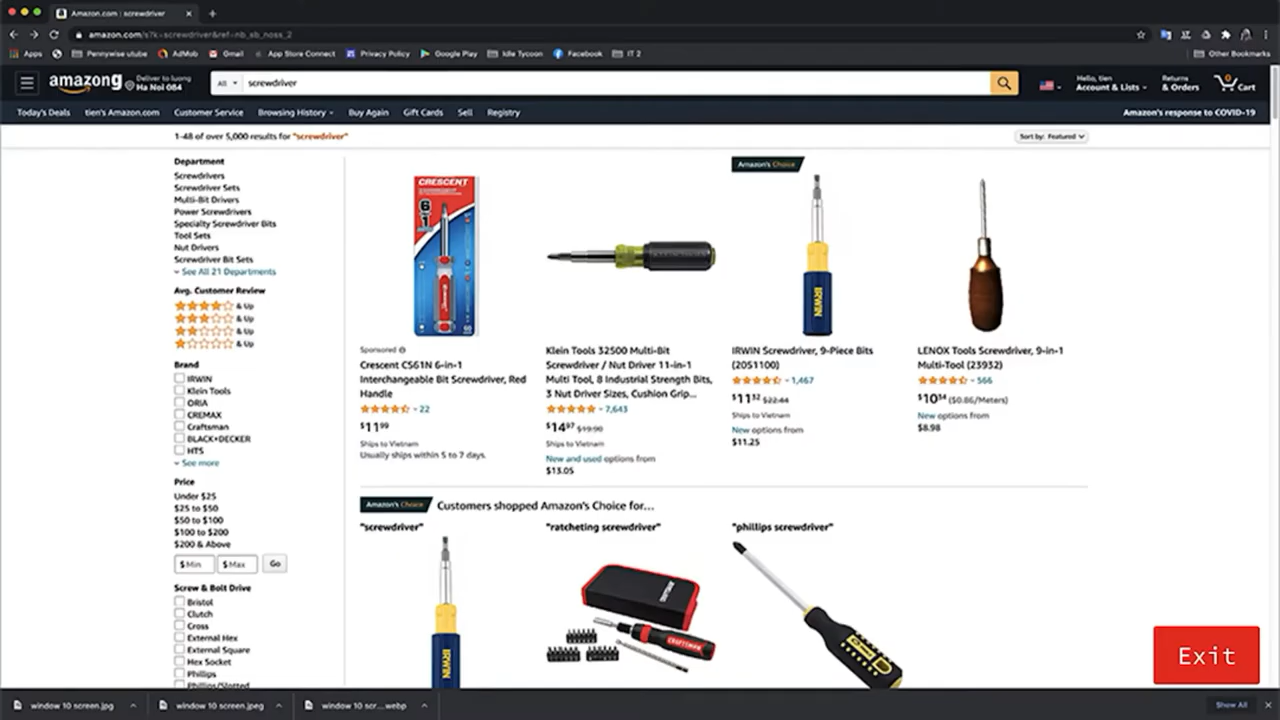 Amazon.com : screwdriver
amazon.com/s?k=screwdriver&ref=nb_sb_noss_2
Apps
Pennywise utube
AdMob
Gmail
App Store Connect
Privacy Policy
Google Play
Idle Tycoon
Facebook
IT 2
Other Bookmarks
amazong
Deliver to luong
Ha Noi 084
All
screwdriver
Hello, tien
Account & Lists
Returns
& Orders
0
Cart
Today's Deals
tien's Amazon.com
Customer Service
Browsing History
Buy Again
Gift Cards
Sell
Registry
Amazon's response to COVID-19
1-48 of over 5,000 results for "screwdriver"
Sort by: Featured
Department
Screwdrivers
Screwdriver Sets
Multi-Bit Drivers
Power Screwdrivers
Specialty Screwdriver Bits
Tool Sets
Nut Drivers
Screwdriver Bit Sets
See All 21 Departments
Avg. Customer Review
& Up
& Up
& Up
& Up
Brand
IRWIN
Klein Tools
ORIA
CREMAX
Craftsman
BLACK+DECKER
HTS
See more
Price
Under $25
$25 to $50
$50 to $100
$100 to $200
$200 & Above
$ Min
$ Max
Go
Screw & Bolt Drive
Bristol
Clutch
Cross
External Hex
External Square
Hex Socket
Phillips
Phillips/Slotted
CRESCENT
Sponsored
Crescent CS61N 6-in-1
Interchangeable Bit Screwdriver, Red
Handle
22
$11 99
Ships to Vietnam
Usually ships within 5 to 7 days.
Klein Tools 32500 Multi-Bit
Screwdriver / Nut Driver 11-in-1
Multi Tool, 8 Industrial Strength Bits,
3 Nut Driver Sizes, Cushion Grip...
7,643
$14 97 $19.98
Ships to Vietnam
New and used options from
$13.05
Amazon's Choice
IRWIN
IRWIN Screwdriver, 9-Piece Bits
(2051100)
1,467
$11 32 $22.44
Ships to Vietnam
New options from
$11.25
LENOX Tools Screwdriver, 9-in-1
Multi-Tool (23932)
566
$10 34 ($0.86/Meters)
New options from
$8.98
Amazon's Choice
Customers shopped Amazon's Choice for...
"screwdriver"
"ratcheting screwdriver"
"phillips screwdriver"
IRWIN
CRAFTSMAN
Exit
window 10 screen.jpg
window 10 screen.jpeg
window 10 scr....webp
Show All